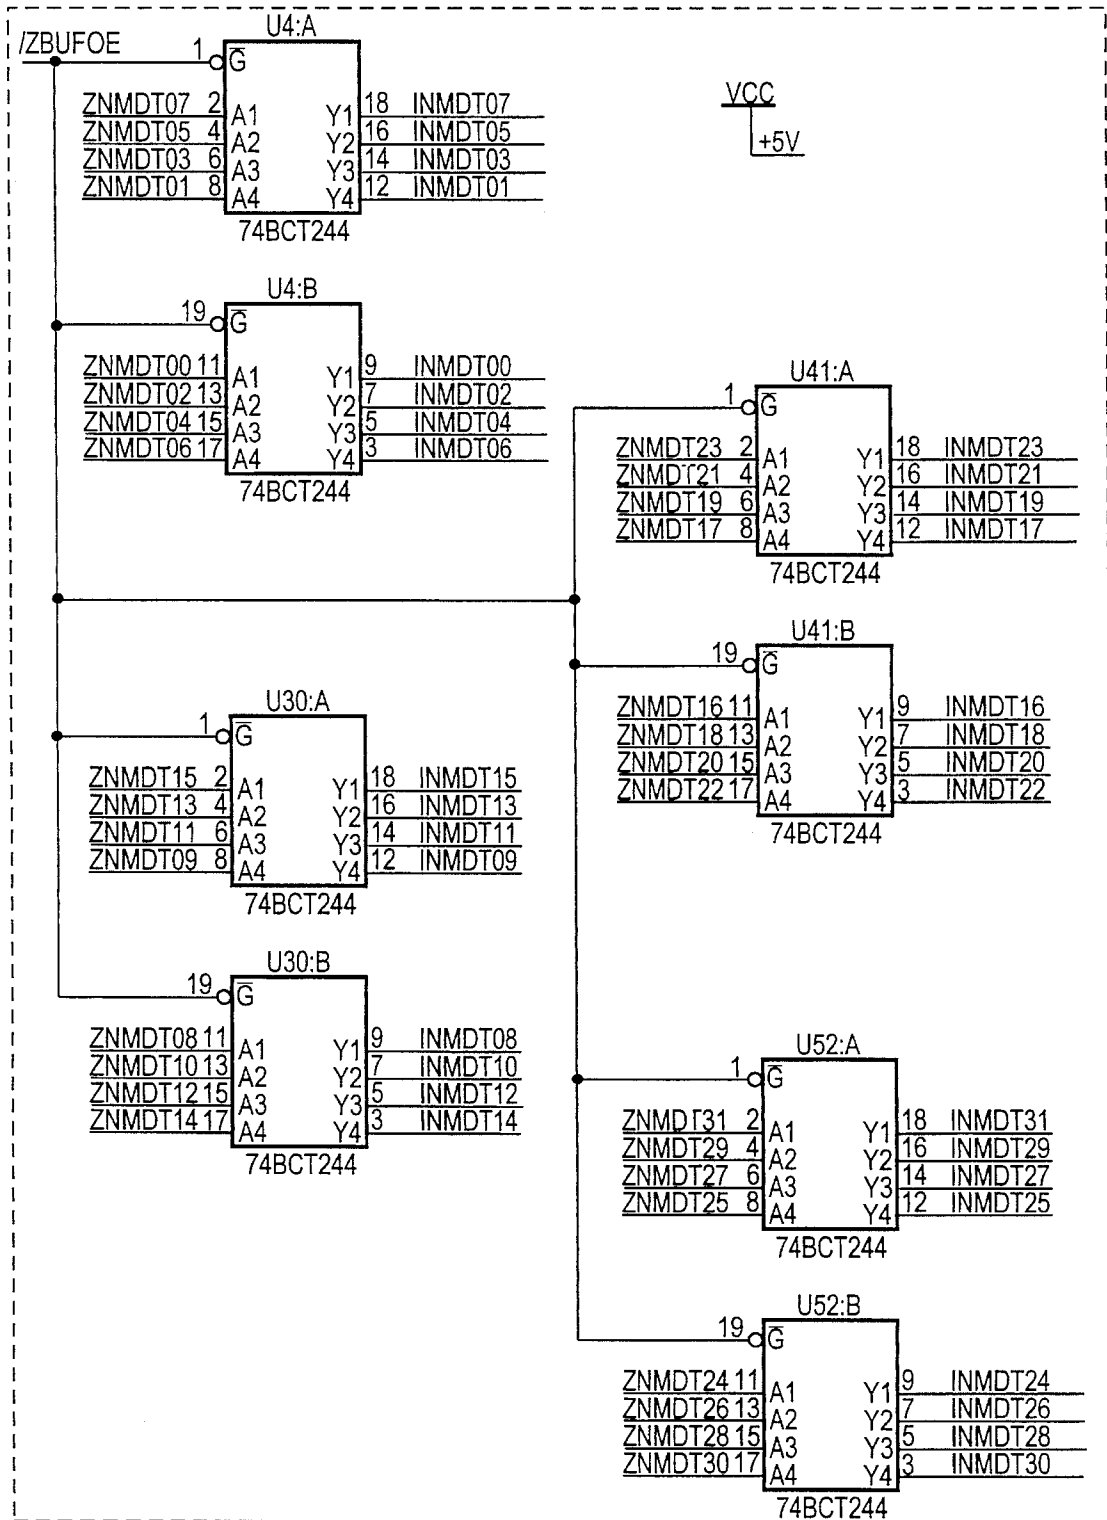 /ZBUFOE
U4:A
1 G̅
ZNMDT07 2 A1 Y1 18 INMDT07
ZNMDT05 4 A2 Y2 16 INMDT05
ZNMDT03 6 A3 Y3 14 INMDT03
ZNMDT01 8 A4 Y4 12 INMDT01
74BCT244
VCC
+5V
U4:B
19 G̅
ZNMDT00 11 A1 Y1 9 INMDT00
ZNMDT02 13 A2 Y2 7 INMDT02
ZNMDT04 15 A3 Y3 5 INMDT04
ZNMDT06 17 A4 Y4 3 INMDT06
74BCT244
U41:A
1 G̅
ZNMDT23 2 A1 Y1 18 INMDT23
ZNMDT21 4 A2 Y2 16 INMDT21
ZNMDT19 6 A3 Y3 14 INMDT19
ZNMDT17 8 A4 Y4 12 INMDT17
74BCT244
U41:B
19 G̅
ZNMDT16 11 A1 Y1 9 INMDT16
ZNMDT18 13 A2 Y2 7 INMDT18
ZNMDT20 15 A3 Y3 5 INMDT20
ZNMDT22 17 A4 Y4 3 INMDT22
74BCT244
U30:A
1 G̅
ZNMDT15 2 A1 Y1 18 INMDT15
ZNMDT13 4 A2 Y2 16 INMDT13
ZNMDT11 6 A3 Y3 14 INMDT11
ZNMDT09 8 A4 Y4 12 INMDT09
74BCT244
U30:B
19 G̅
ZNMDT08 11 A1 Y1 9 INMDT08
ZNMDT10 13 A2 Y2 7 INMDT10
ZNMDT12 15 A3 Y3 5 INMDT12
ZNMDT14 17 A4 Y4 3 INMDT14
74BCT244
U52:A
1 G̅
ZNMDT31 2 A1 Y1 18 INMDT31
ZNMDT29 4 A2 Y2 16 INMDT29
ZNMDT27 6 A3 Y3 14 INMDT27
ZNMDT25 8 A4 Y4 12 INMDT25
74BCT244
U52:B
19 G̅
ZNMDT24 11 A1 Y1 9 INMDT24
ZNMDT26 13 A2 Y2 7 INMDT26
ZNMDT28 15 A3 Y3 5 INMDT28
ZNMDT30 17 A4 Y4 3 INMDT30
74BCT244